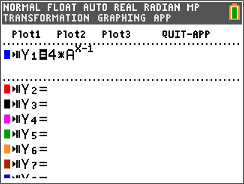 NORMAL FLOAT AUTO REAL RADIAN MP
TRANSFORMATION GRAPHING APP
Plot1 Plot2 Plot3 QUIT-APP
Y₁=4*A^(X-1)
Y₂=
Y₃=
Y₄=
Y₅=
Y₆=
Y₇=